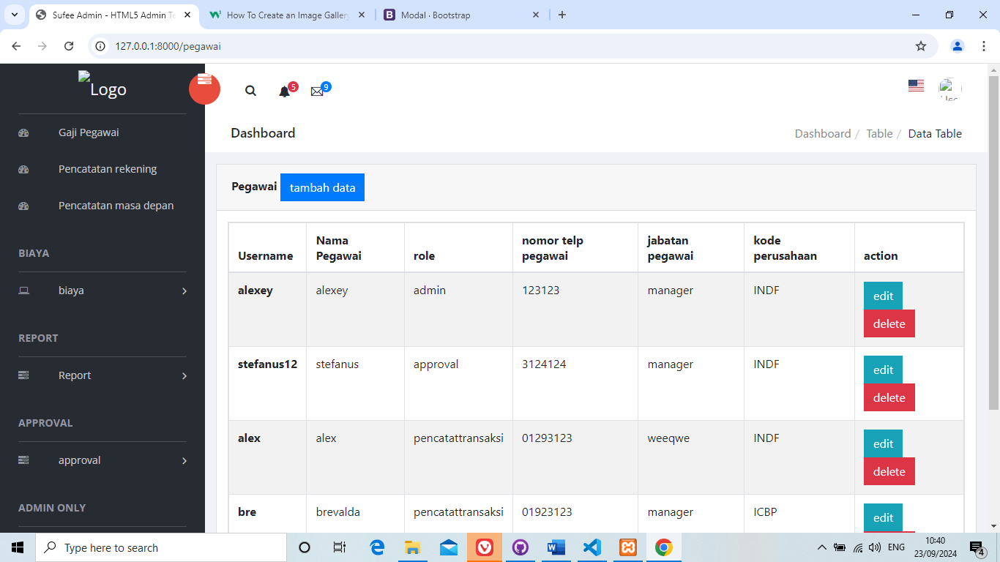 Sufee Admin - HTML5 Admin Te
How To Create an Image Gallery
Modal · Bootstrap
127.0.0.1:8000/pegawai
Logo
5
9
Gaji Pegawai
Pencatatan rekening
Pencatatan masa depan
BIAYA
biaya
REPORT
Report
APPROVAL
approval
ADMIN ONLY
Dashboard
Dashboard / Table / Data Table
Pegawai tambah data
Username Nama Pegawai role nomor telp pegawai jabatan pegawai kode perusahaan action
alexey alexey admin 123123 manager INDF edit
delete
stefanus12 stefanus approval 3124124 manager INDF edit
delete
alex alex pencatattransaksi 01293123 weeqwe INDF edit
delete
bre brevalda pencatattransaksi 01923123 manager ICBP edit
Type here to search
ENG
10:40
23/09/2024
4